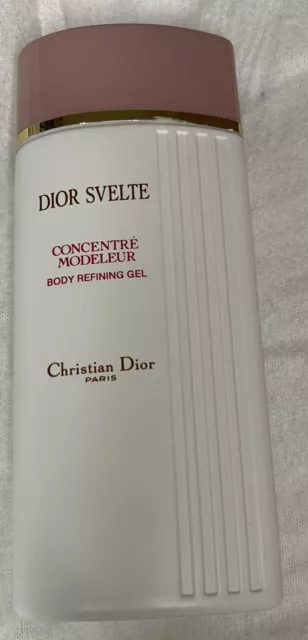 DIOR SVELTE
CONCENTRÉ
MODELEUR
BODY REFINING GEL
Christian Dior
PARIS